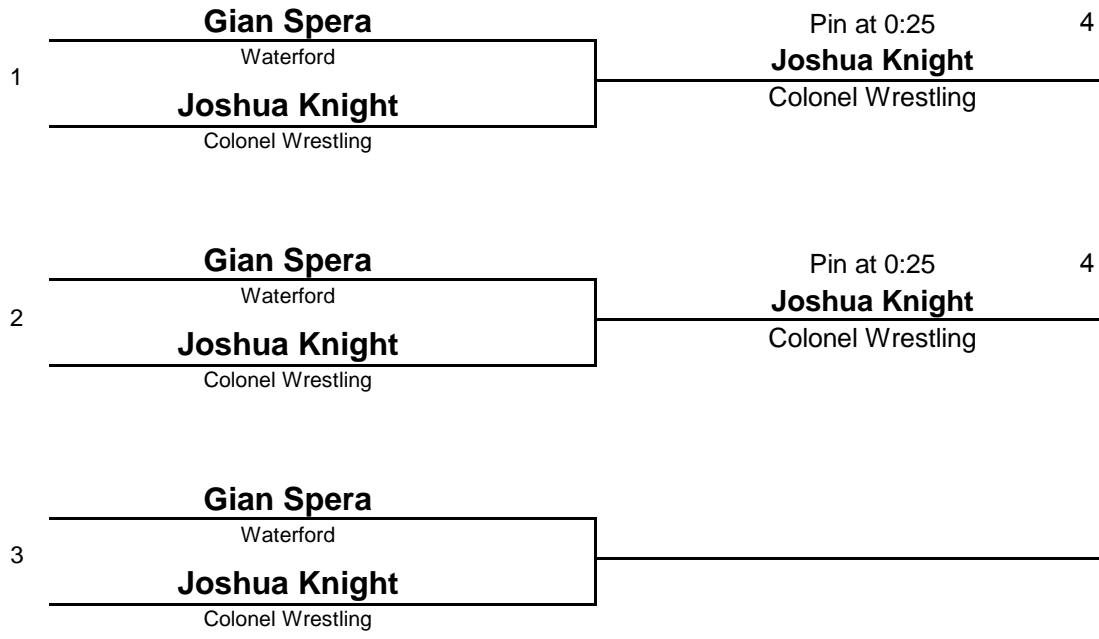 Gian Spera
Waterford
1
Joshua Knight
Colonel Wrestling
Pin at 0:25 4
Joshua Knight
Colonel Wrestling
Gian Spera
Waterford
2
Joshua Knight
Colonel Wrestling
Pin at 0:25 4
Joshua Knight
Colonel Wrestling
Gian Spera
Waterford
3
Joshua Knight
Colonel Wrestling